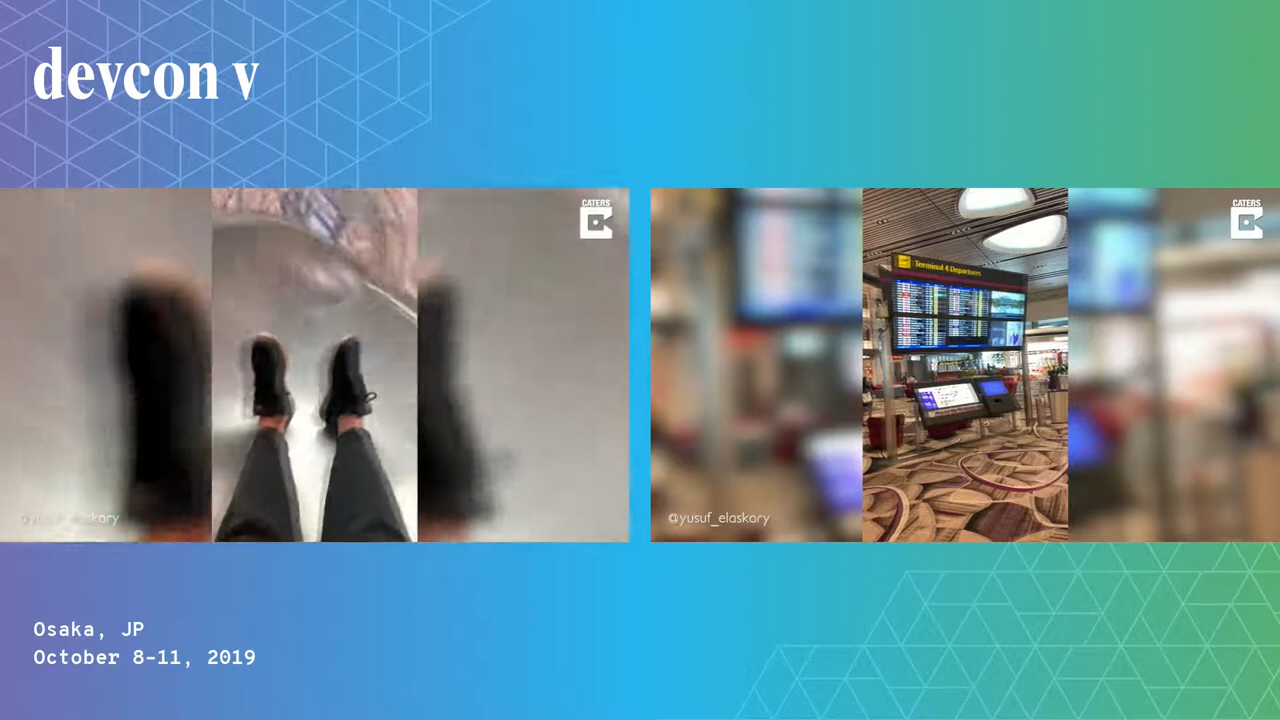 devcon v
CATERS
CATERS
Terminal 4 Departures
@yusuf_elaskary
@yusuf_elaskary
Osaka, JP
October 8-11, 2019